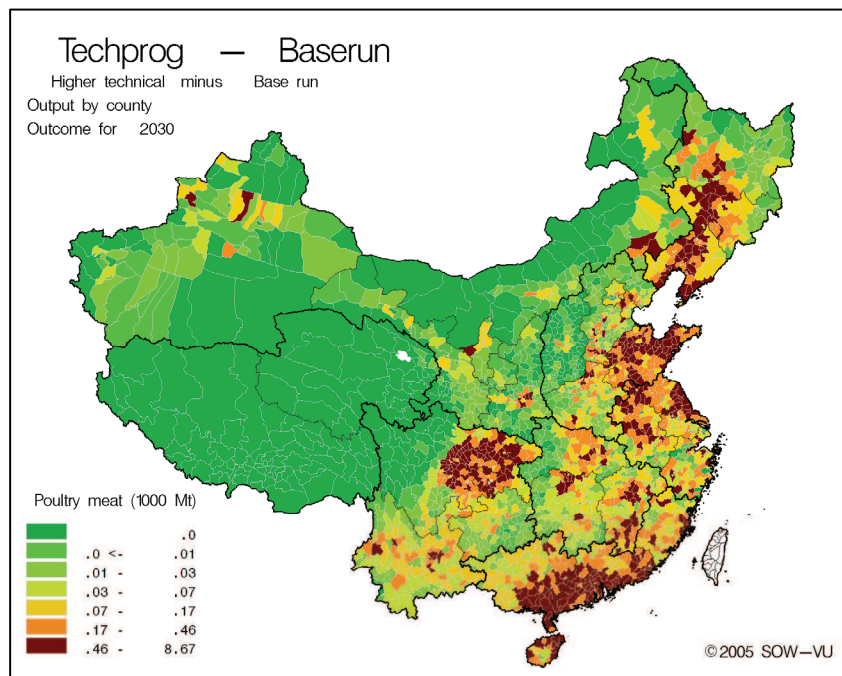 Techprog — Baserun
Higher technical minus Base run
Output by county
Outcome for 2030
Poultry meat (1000 Mt)
.0
.0 <- .01
.01 - .03
.03 - .07
.07 - .17
.17 - .46
.46 - 8.67
©2005 SOW—VU